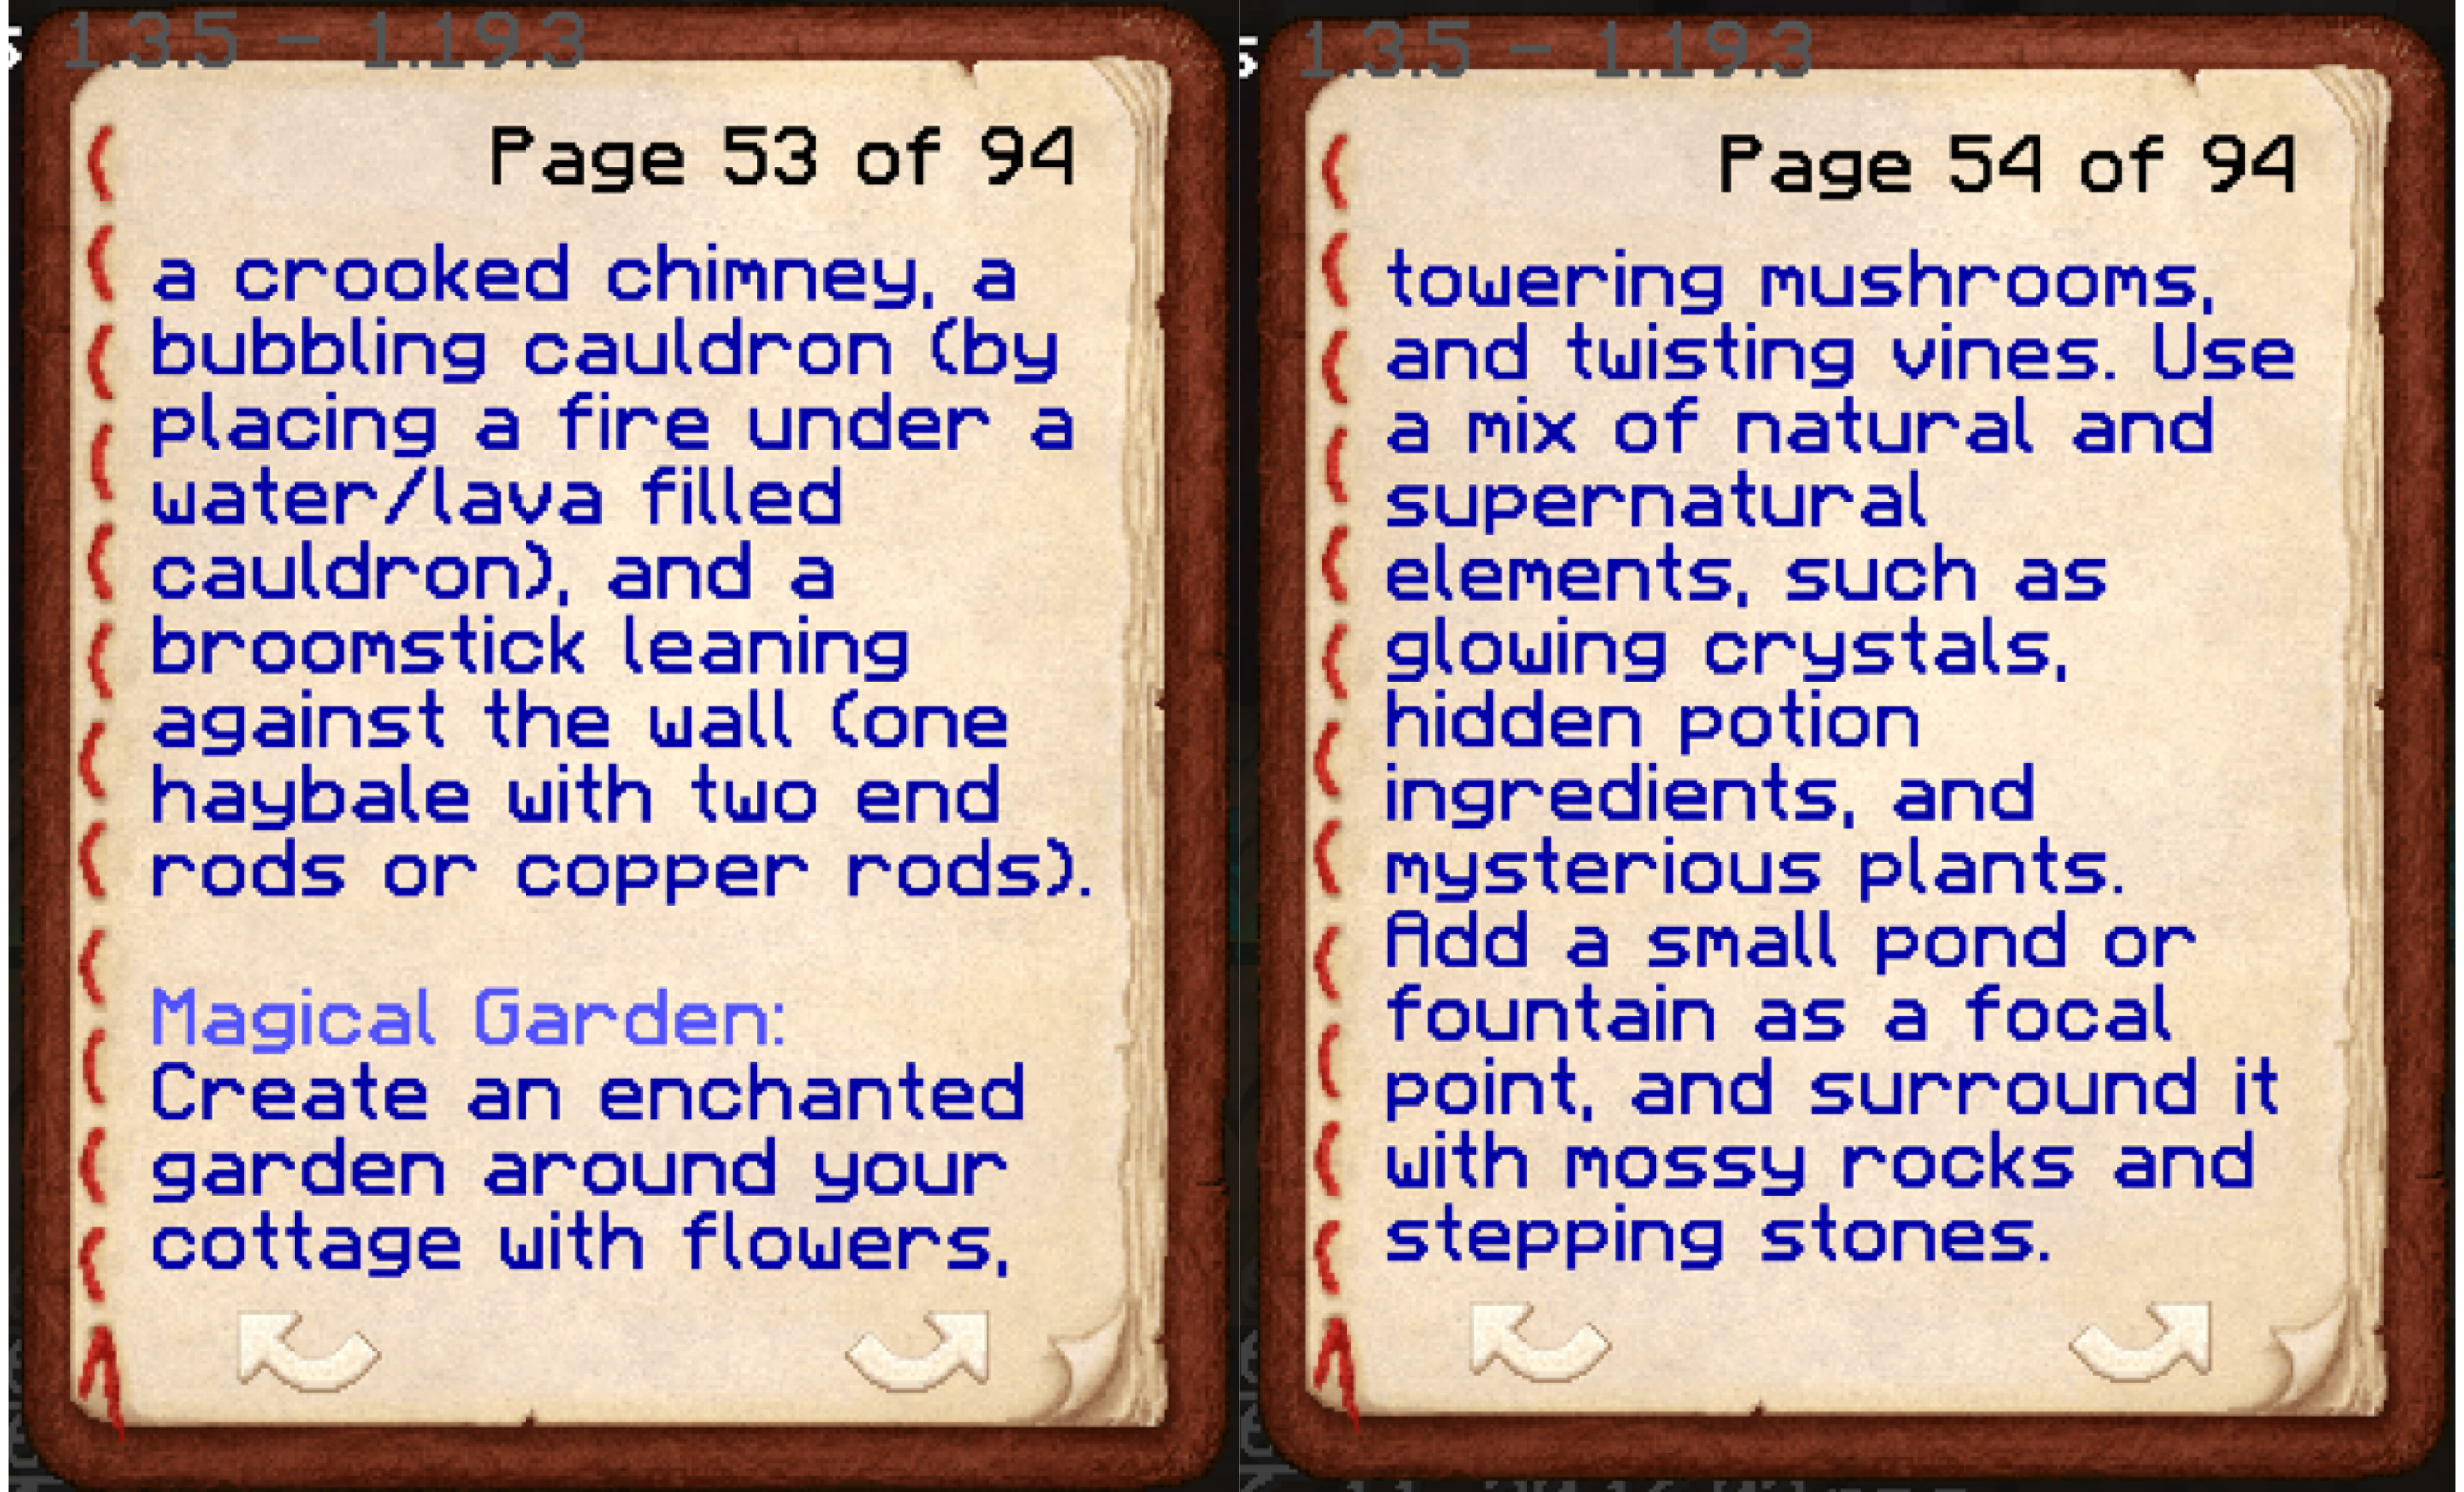 1.3.5 - 1.19.3
Page 53 of 94
a crooked chimney, a
bubbling cauldron (by
placing a fire under a
water/lava filled
cauldron), and a
broomstick leaning
against the wall (one
haybale with two end
rods or copper rods).
Magical Garden:
Create an enchanted
garden around your
cottage with flowers,
1.3.5 - 1.19.3
Page 54 of 94
towering mushrooms,
and twisting vines. Use
a mix of natural and
supernatural
elements, such as
glowing crystals,
hidden potion
ingredients, and
mysterious plants.
Add a small pond or
fountain as a focal
point, and surround it
with mossy rocks and
stepping stones.